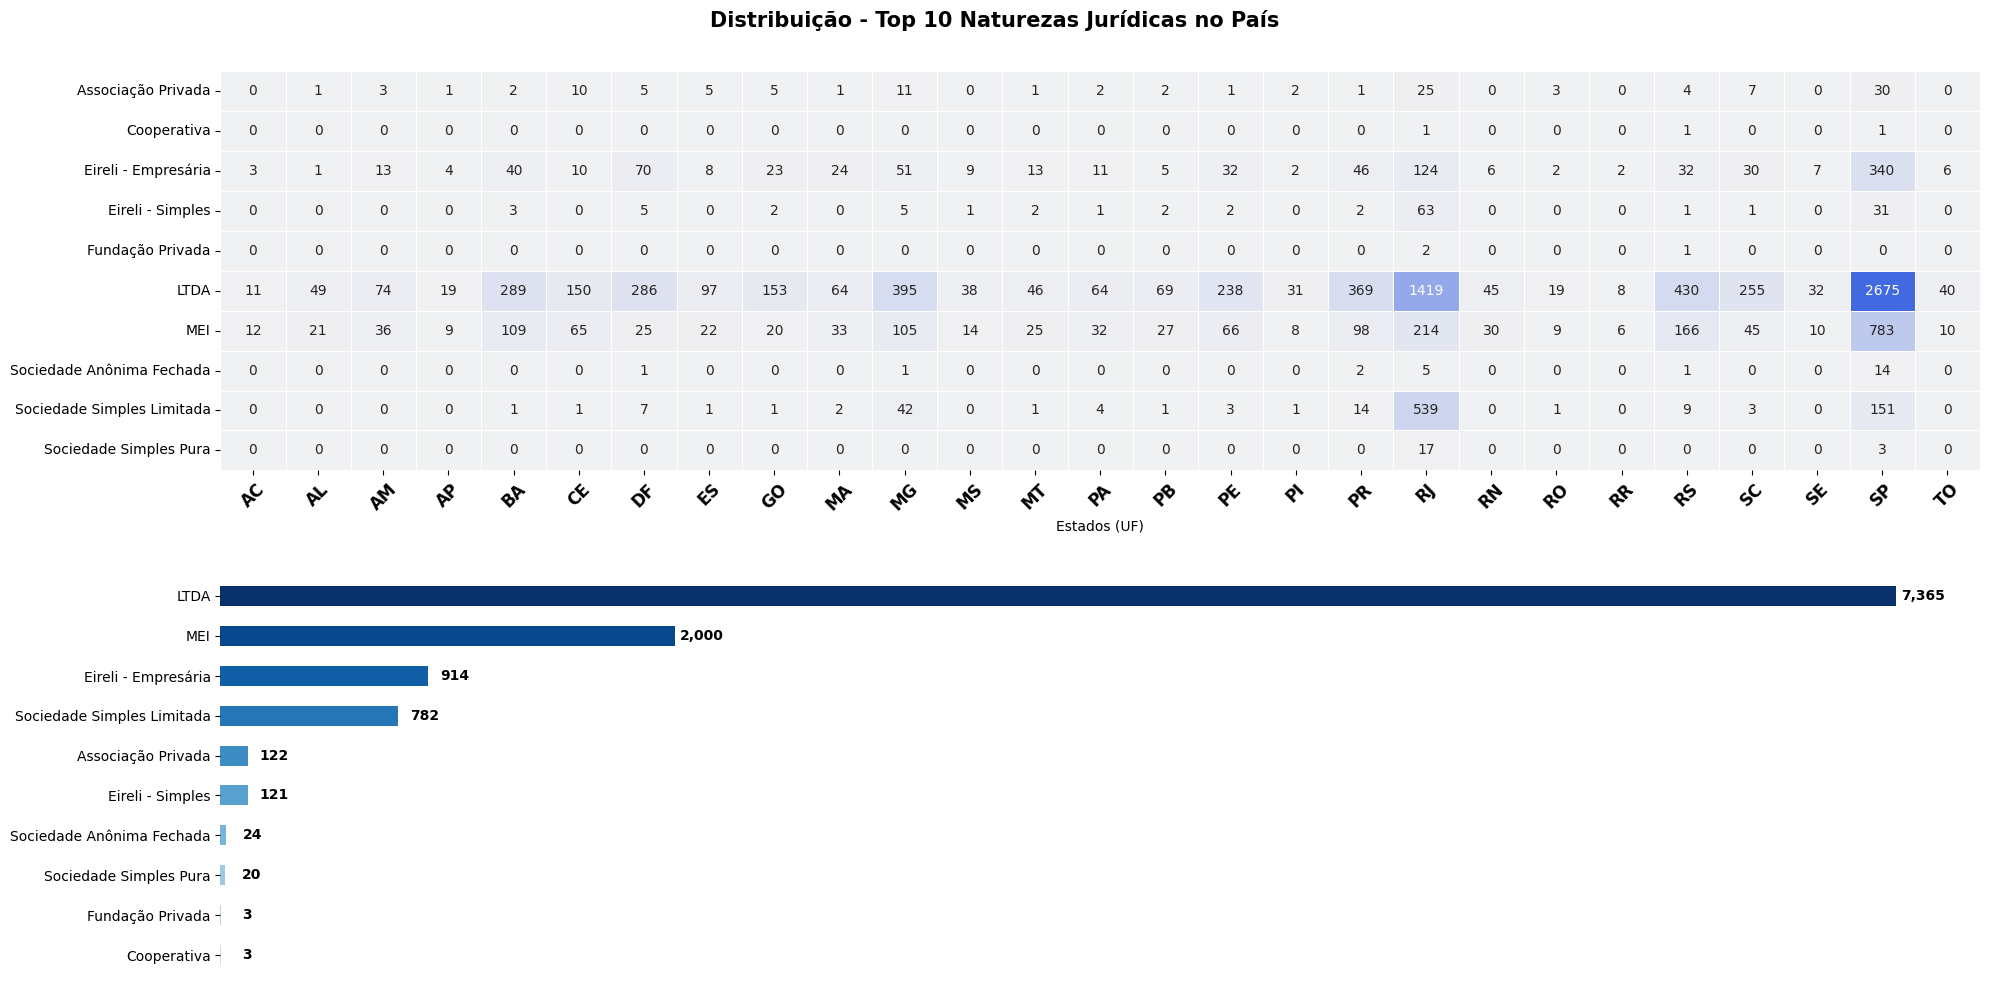 Distribuição - Top 10 Naturezas Jurídicas no País
Associação Privada 0 1 3 1 2 10 5 5 5 1 11 0 1 2 2 1 2 1 25 0 3 0 4 7 0 30 0
Cooperativa 0 0 0 0 0 0 0 0 0 0 0 0 0 0 0 0 0 0 1 0 0 0 1 0 0 1 0
Eireli - Empresária 3 1 13 4 40 10 70 8 23 24 51 9 13 11 5 32 2 46 124 6 2 2 32 30 7 340 6
Eireli - Simples 0 0 0 0 3 0 5 0 2 0 5 1 2 1 2 2 0 2 63 0 0 0 1 1 0 31 0
Fundação Privada 0 0 0 0 0 0 0 0 0 0 0 0 0 0 0 0 0 0 2 0 0 0 1 0 0 0 0
LTDA 11 49 74 19 289 150 286 97 153 64 395 38 46 64 69 238 31 369 1419 45 19 8 430 255 32 2675 40
MEI 12 21 36 9 109 65 25 22 20 33 105 14 25 32 27 66 8 98 214 30 9 6 166 45 10 783 10
Sociedade Anônima Fechada 0 0 0 0 0 0 1 0 0 0 1 0 0 0 0 0 0 2 5 0 0 0 1 0 0 14 0
Sociedade Simples Limitada 0 0 0 0 1 1 7 1 1 2 42 0 1 4 1 3 1 14 539 0 1 0 9 3 0 151 0
Sociedade Simples Pura 0 0 0 0 0 0 0 0 0 0 0 0 0 0 0 0 0 0 17 0 0 0 0 0 0 3 0
AC AL AM AP BA CE DF ES GO MA MG MS MT PA PB PE PI PR RJ RN RO RR RS SC SE SP TO
Estados (UF)
LTDA 7,365
MEI 2,000
Eireli - Empresária 914
Sociedade Simples Limitada 782
Associação Privada 122
Eireli - Simples 121
Sociedade Anônima Fechada 24
Sociedade Simples Pura 20
Fundação Privada 3
Cooperativa 3